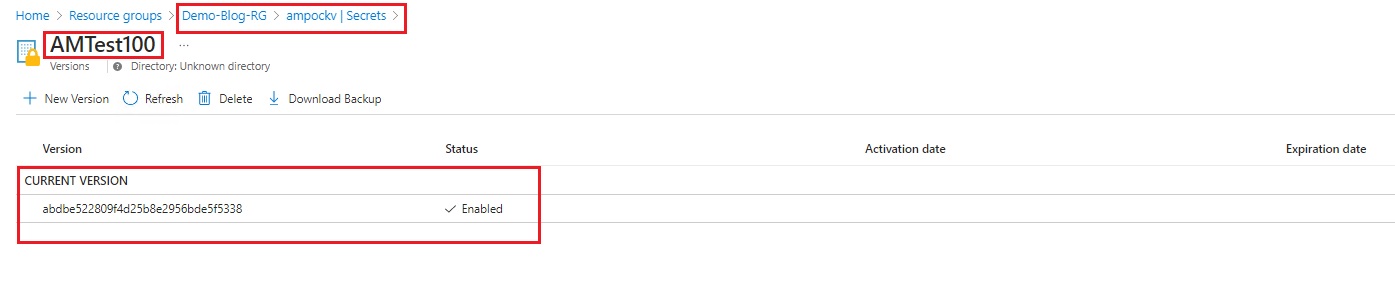 Home > Resource groups > Demo-Blog-RG > ampockv | Secrets >
AMTest100 ...
Versions ? Directory: Unknown directory
+ New Version Refresh Delete Download Backup
Version Status Activation date Expiration date
CURRENT VERSION
abdbe522809f4d25b8e2956bde5f5338 ✓ Enabled